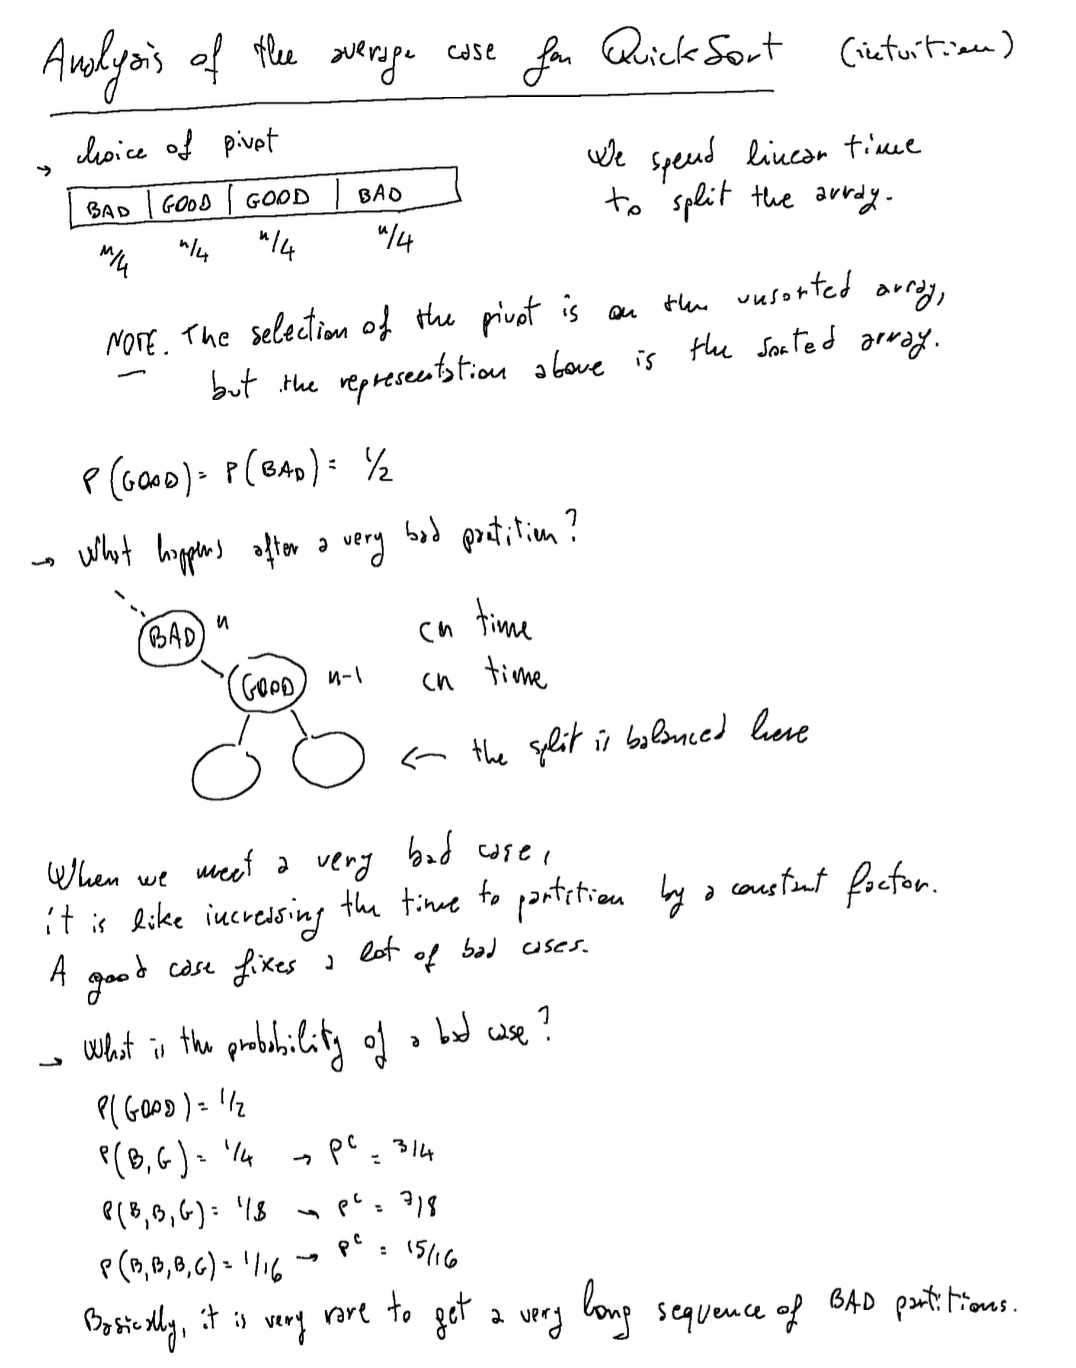 Analysis of the average case for QuickSort (intuition)
→ choice of pivot
BAD | GOOD | GOOD | BAD
n/4 n/4 n/4 n/4
We spend linear time
to split the array.
NOTE. The selection of the pivot is on the unsorted array,
but the representation above is the sorted array.
P(GOOD) = P(BAD) = 1/2
→ What happens after a very bad partition?
BAD n cn time
GOOD n-1 cn time
← the split is balanced here
When we meet a very bad case,
it is like increasing the time to partition by a constant factor.
A good case fixes a lot of bad cases.
→ What is the probability of a bad case?
P(GOOD) = 1/2
P(B,G) = 1/4 → P^c = 3/4
P(B,B,G) = 1/8 → P^c = 7/8
P(B,B,B,G) = 1/16 → P^c = 15/16
Basically, it is very rare to get a very long sequence of BAD partitions.